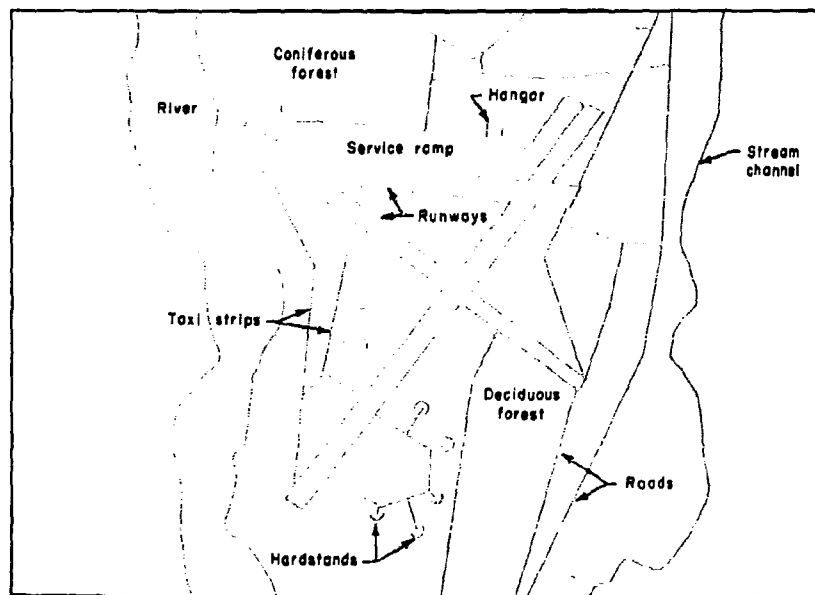 Coniferous
forest
River
Hangar
Service ramp
Stream
channel
Runways
Taxi strips
Deciduous
forest
Roads
Hardstands